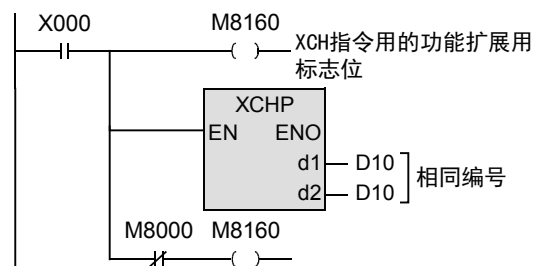 X000 M8160
XCH指令用的功能扩展用
标志位
XCHP
EN ENO
d1 D10
相同编号
d2 D10
M8000 M8160